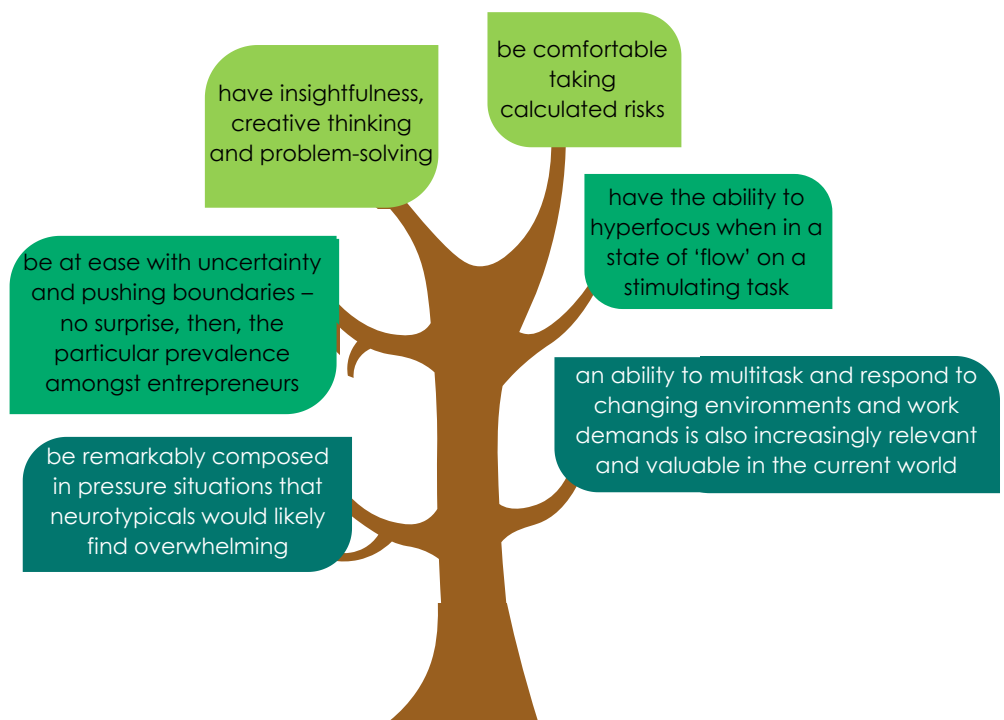 have insightfulness,
creative thinking
and problem-solving
be comfortable
taking
calculated risks
be at ease with uncertainty
and pushing boundaries –
no surprise, then, the
particular prevalence
amongst entrepreneurs
have the ability to
hyperfocus when in a
state of ‘flow’ on a
stimulating task
be remarkably composed
in pressure situations that
neurotypicals would likely
find overwhelming
an ability to multitask and respond to
changing environments and work
demands is also increasingly relevant
and valuable in the current world